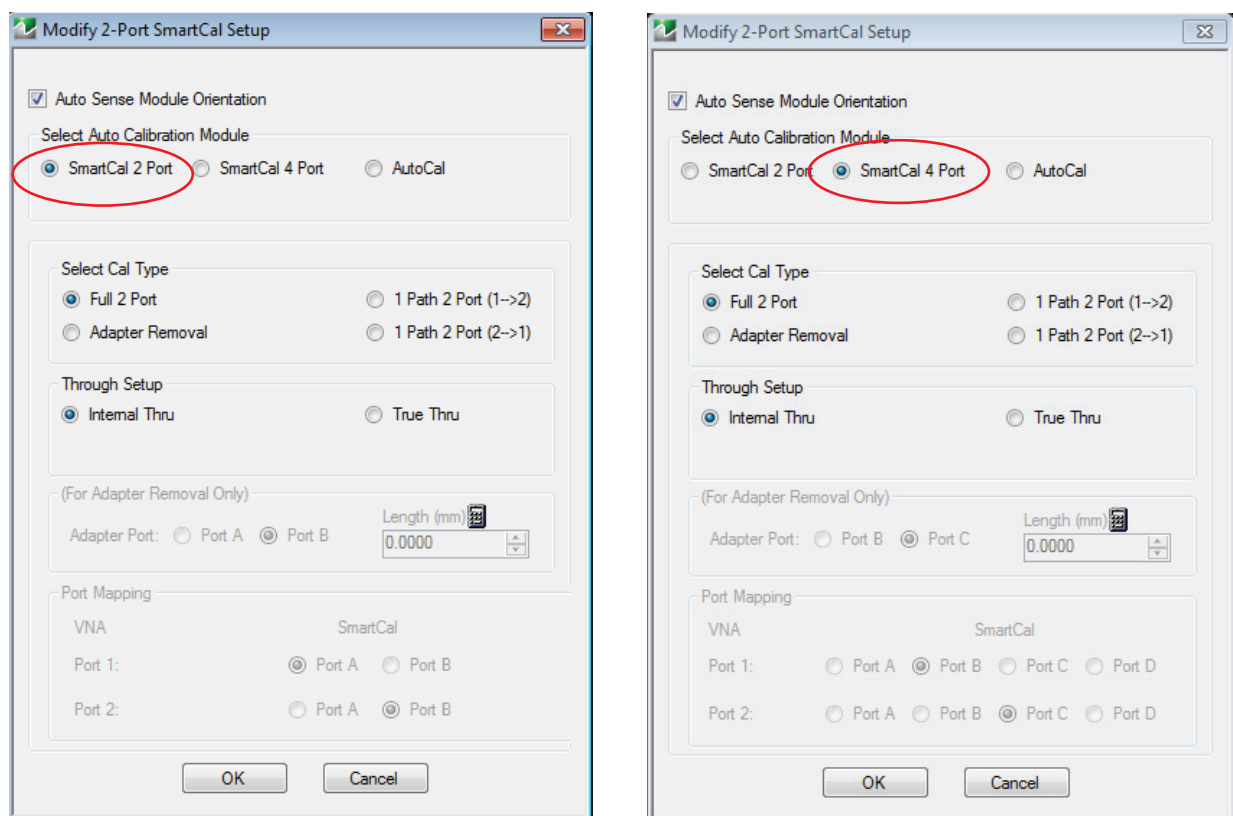 Modify 2-Port SmartCal Setup
Auto Sense Module Orientation
Select Auto Calibration Module
SmartCal 2 Port SmartCal 4 Port AutoCal
Select Cal Type
Full 2 Port 1 Path 2 Port (1-->2)
Adapter Removal 1 Path 2 Port (2-->1)
Through Setup
Internal Thru True Thru
(For Adapter Removal Only)
Length (mm)
Adapter Port: Port A Port B 0.0000
Port Mapping
VNA SmartCal
Port 1: Port A Port B
Port 2: Port A Port B
OK Cancel
Modify 2-Port SmartCal Setup
Auto Sense Module Orientation
Select Auto Calibration Module
SmartCal 2 Port SmartCal 4 Port AutoCal
Select Cal Type
Full 2 Port 1 Path 2 Port (1-->2)
Adapter Removal 1 Path 2 Port (2-->1)
Through Setup
Internal Thru True Thru
(For Adapter Removal Only)
Length (mm)
Adapter Port: Port B Port C 0.0000
Port Mapping
VNA SmartCal
Port 1: Port A Port B Port C Port D
Port 2: Port A Port B Port C Port D
OK Cancel